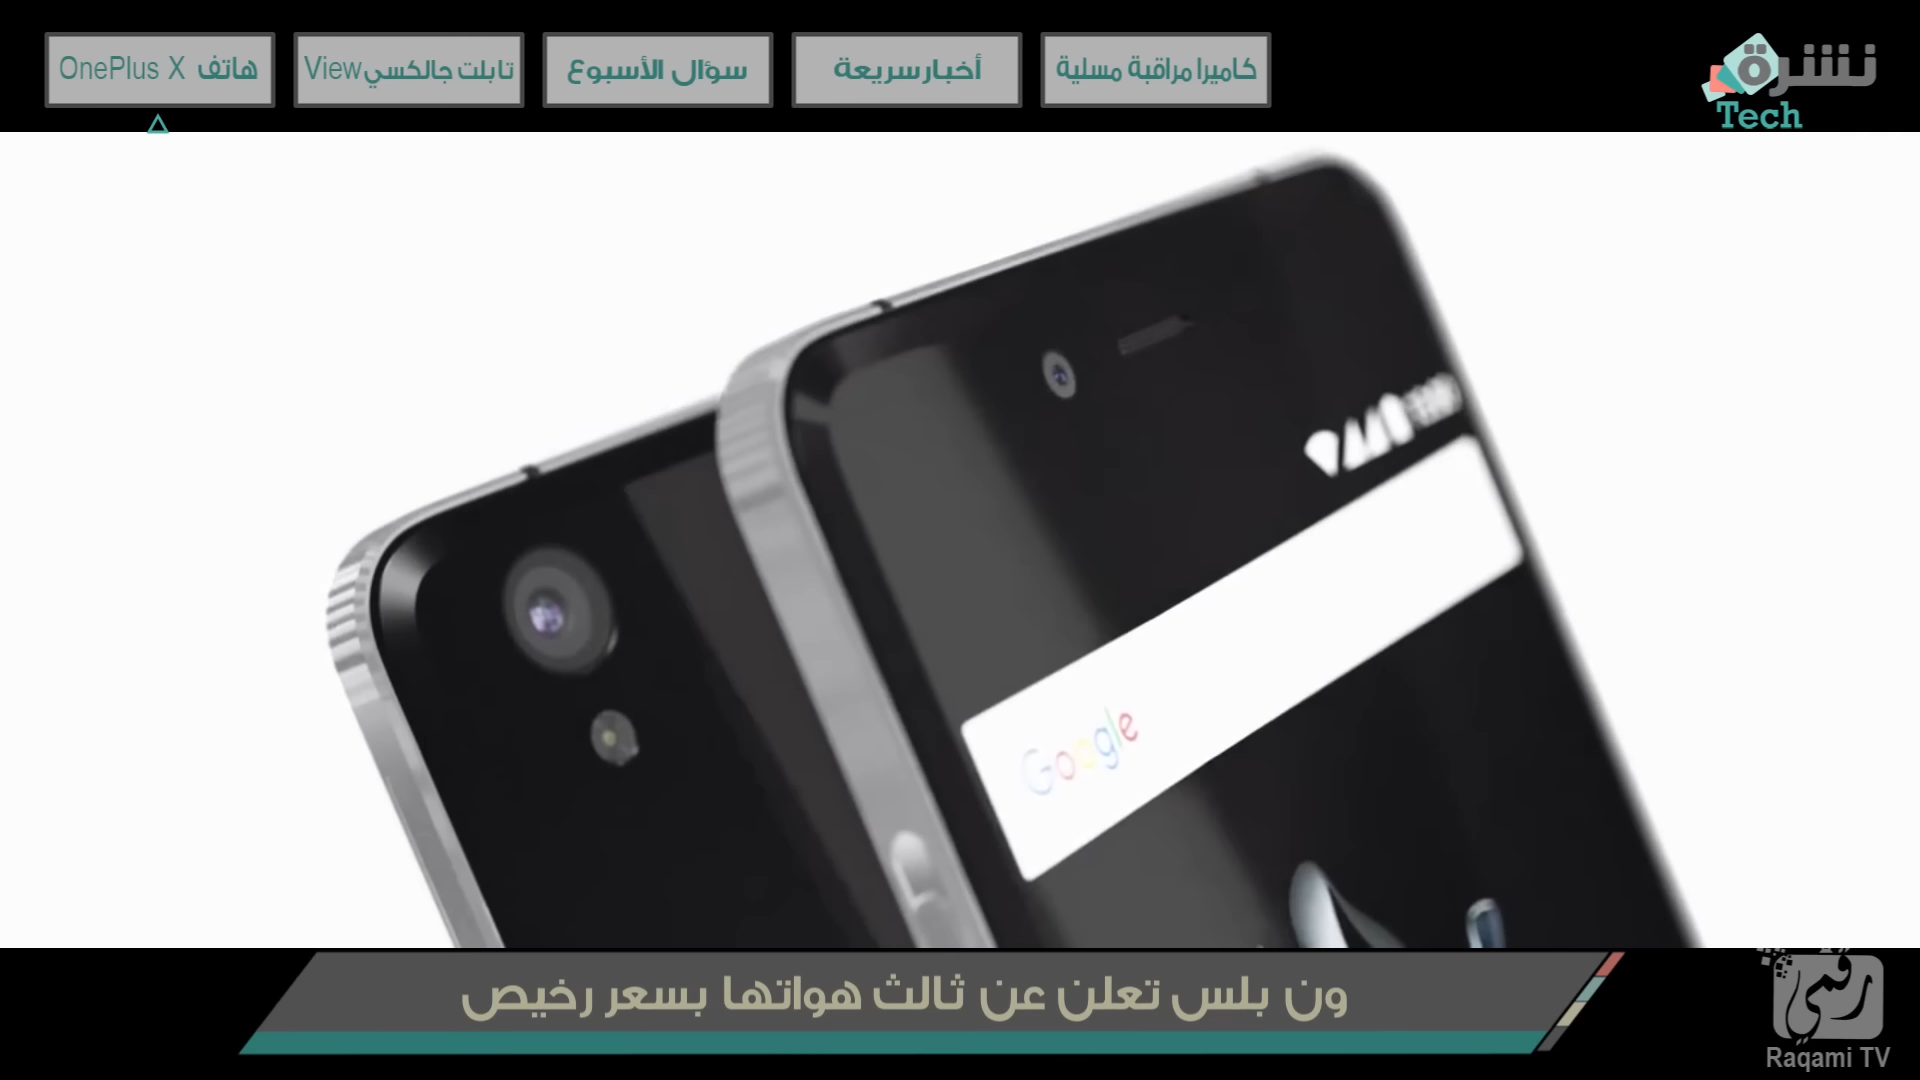 نشرة
Tech
كاميرا مراقبة مسلية
أخبار سريعة
سؤال الأسبوع
تابلت جالكسي View
هاتف OnePlus X
Google
ون بلس تعلن عن ثالث هواتها بسعر رخيص
رقمي
Raqami TV